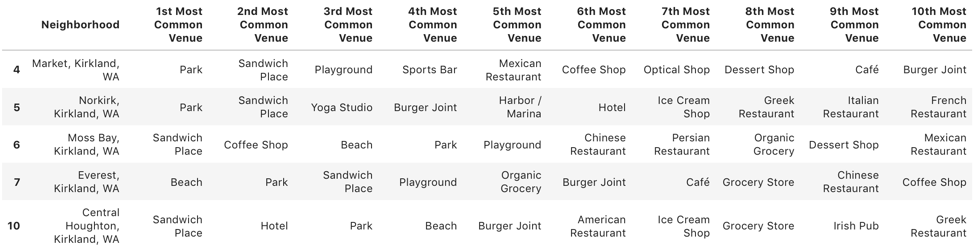 Neighborhood 1st Most Common Venue 2nd Most Common Venue 3rd Most Common Venue 4th Most Common Venue 5th Most Common Venue 6th Most Common Venue 7th Most Common Venue 8th Most Common Venue 9th Most Common Venue 10th Most Common Venue
4 Market, Kirkland, WA Park Sandwich Place Playground Sports Bar Mexican Restaurant Coffee Shop Optical Shop Dessert Shop Café Burger Joint
5 Norkirk, Kirkland, WA Park Sandwich Place Yoga Studio Burger Joint Harbor / Marina Hotel Ice Cream Shop Greek Restaurant Italian Restaurant French Restaurant
6 Moss Bay, Kirkland, WA Sandwich Place Coffee Shop Beach Park Playground Chinese Restaurant Persian Restaurant Organic Grocery Dessert Shop Mexican Restaurant
7 Everest, Kirkland, WA Beach Park Sandwich Place Playground Organic Grocery Burger Joint Café Grocery Store Chinese Restaurant Coffee Shop
10 Central Houghton, Kirkland, WA Sandwich Place Hotel Park Beach Burger Joint American Restaurant Ice Cream Shop Grocery Store Irish Pub Greek Restaurant